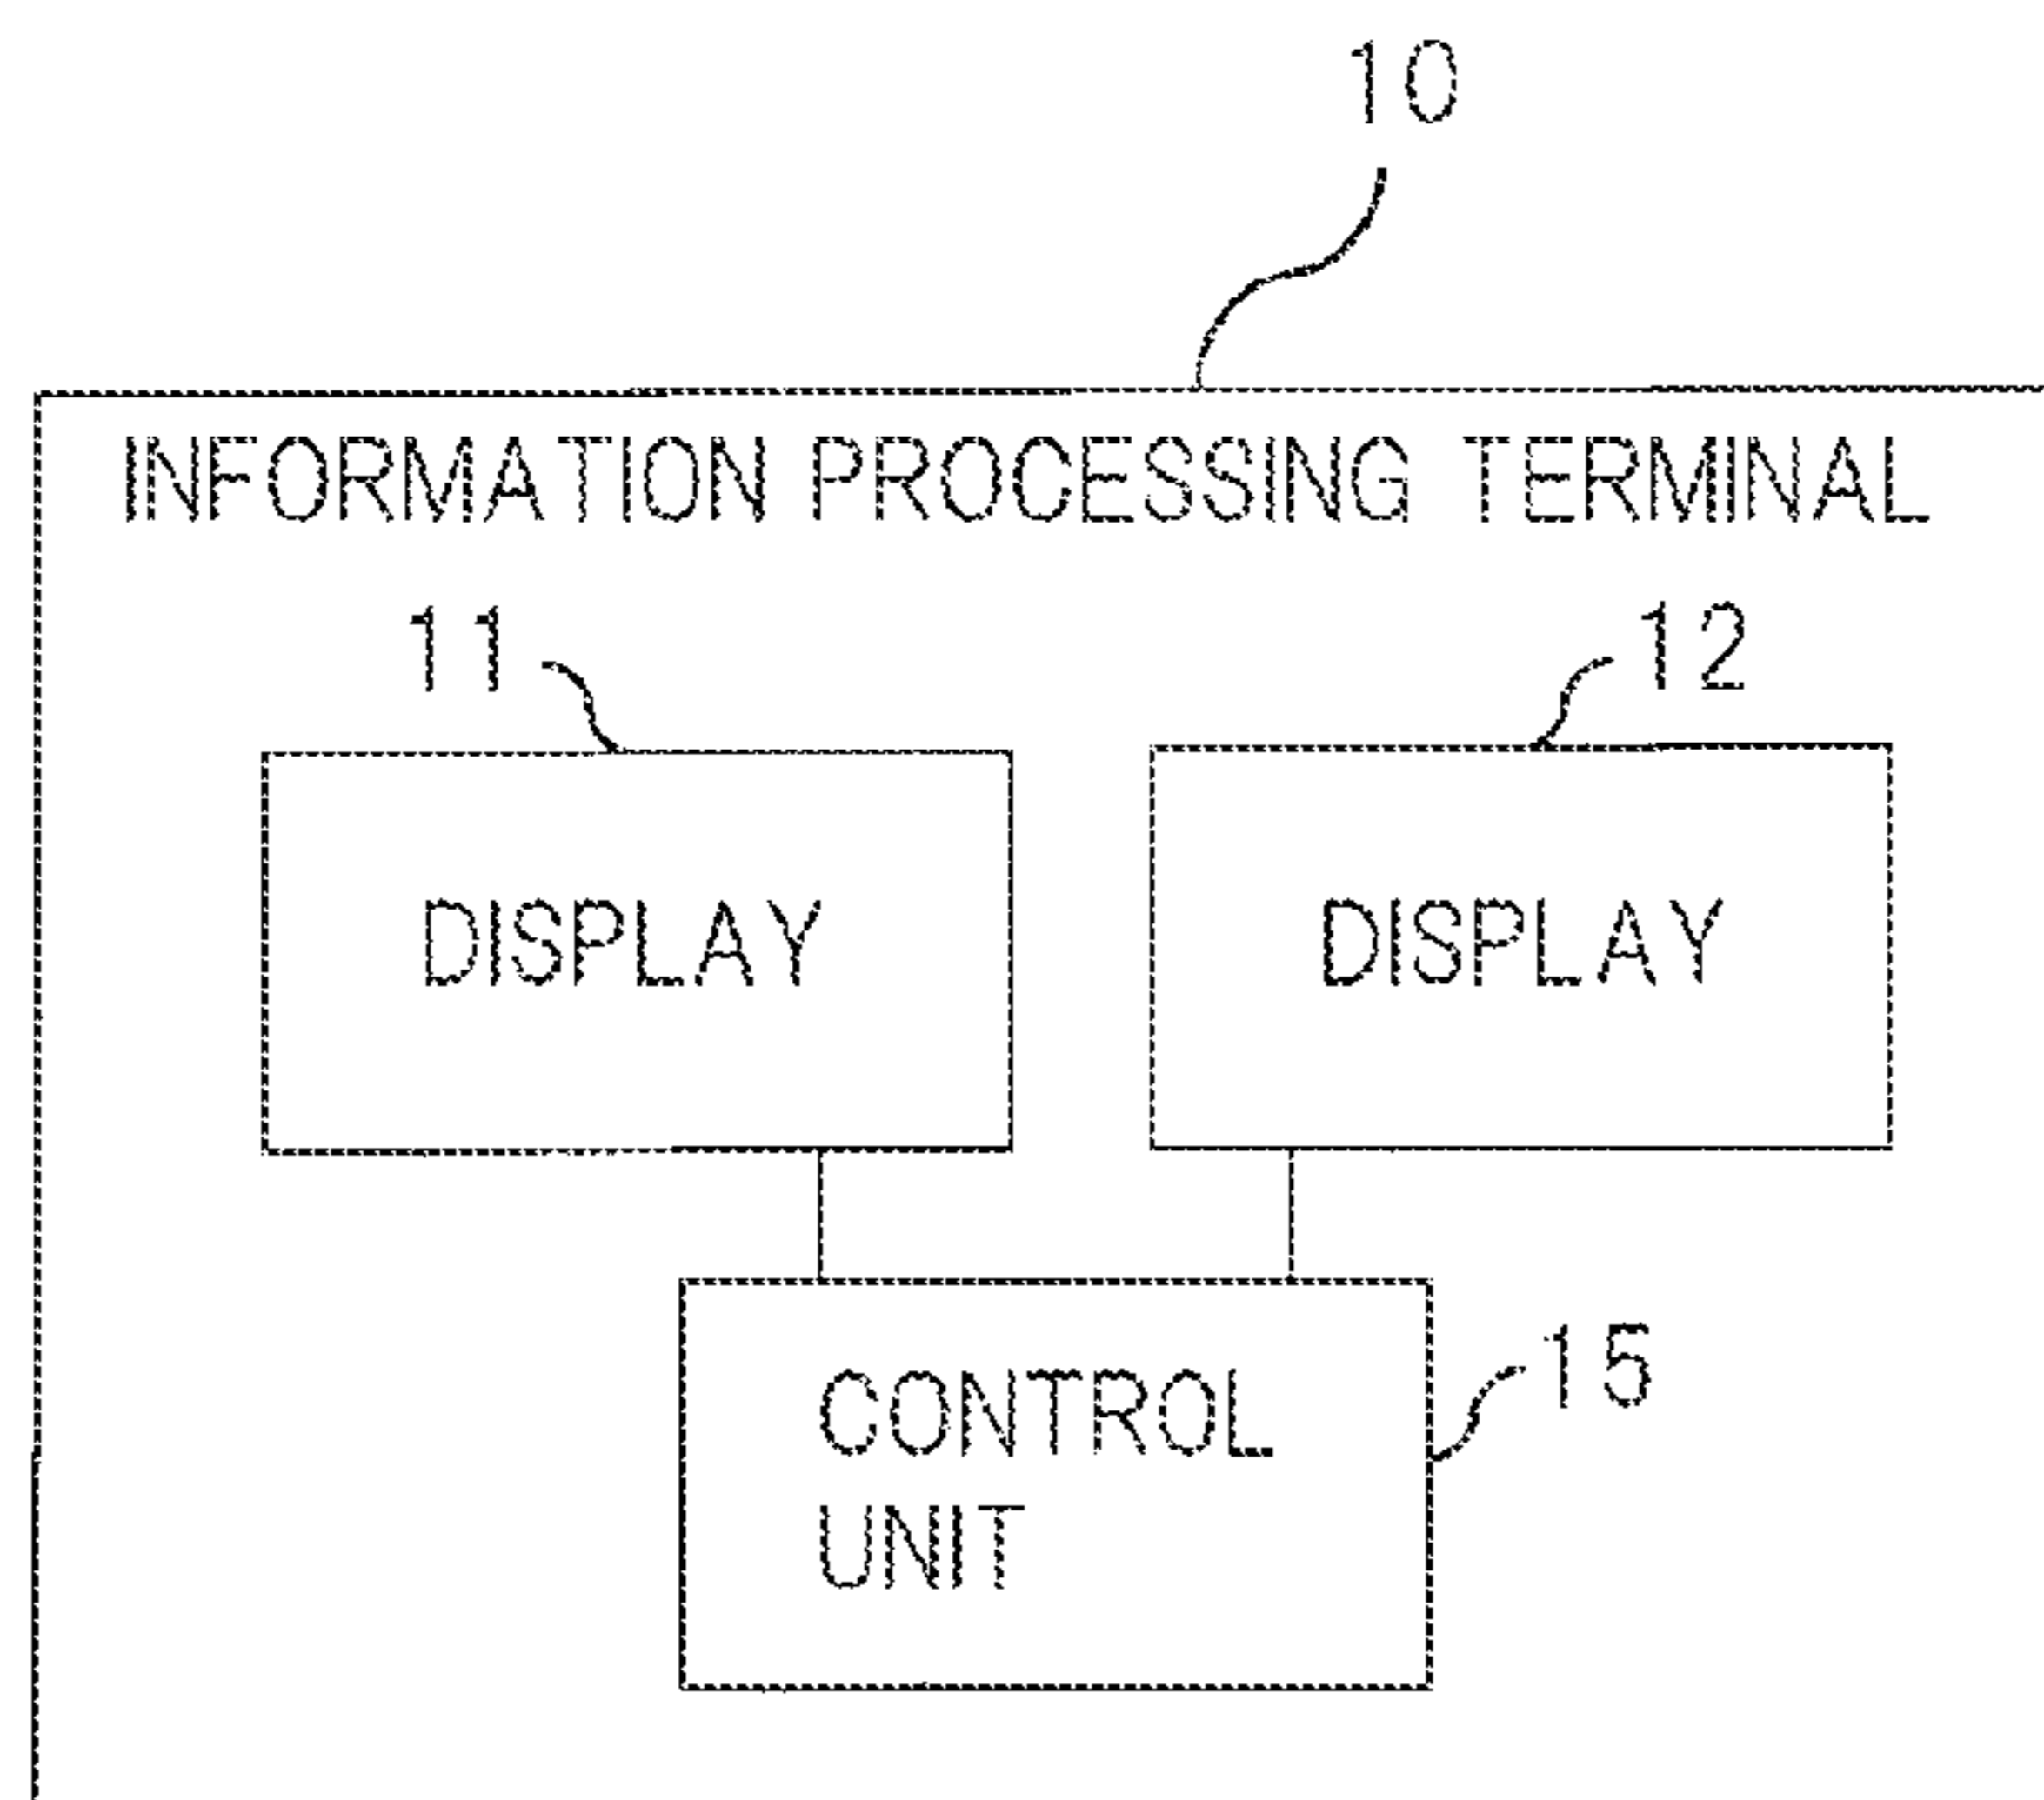 10
INFORMATION PROCESSING TERMINAL
11
12
DISPLAY
DISPLAY
CONTROL
UNIT
15